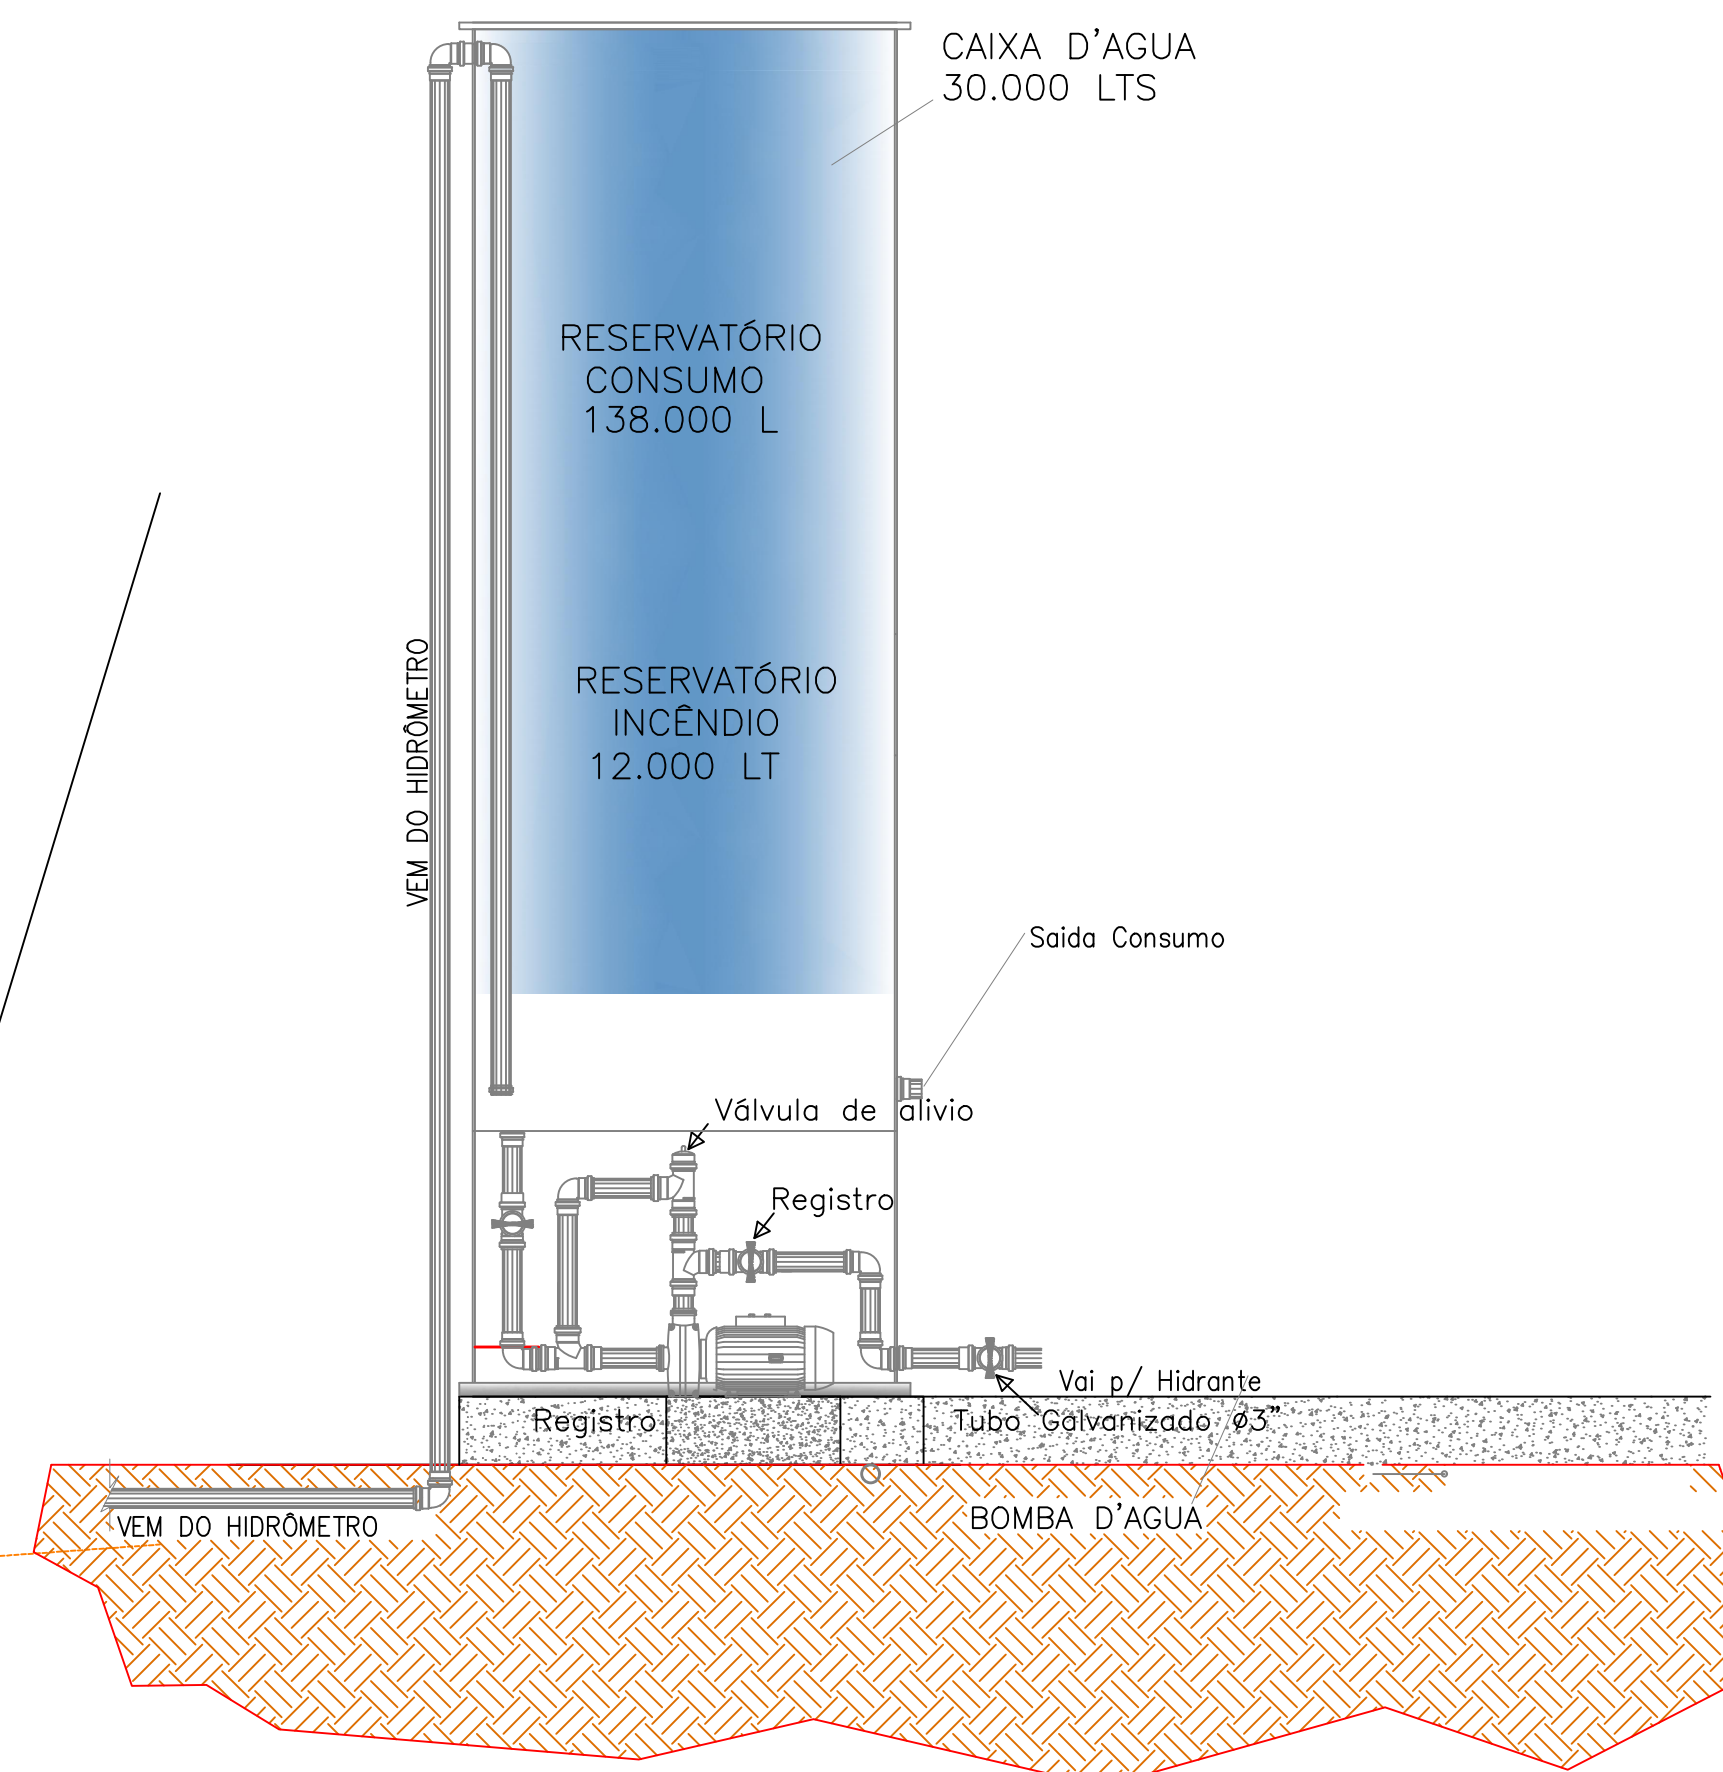 CAIXA D'AGUA
30.000 LTS
RESERVATÓRIO
CONSUMO
138.000 L
RESERVATÓRIO
INCÊNDIO
12.000 LT
VEM DO HIDRÔMETRO
Saida Consumo
Válvula de alivio
Registro
Vai p/ Hidrante
Registro
Tubo Galvanizado ø3"
BOMBA D'AGUA
VEM DO HIDRÔMETRO